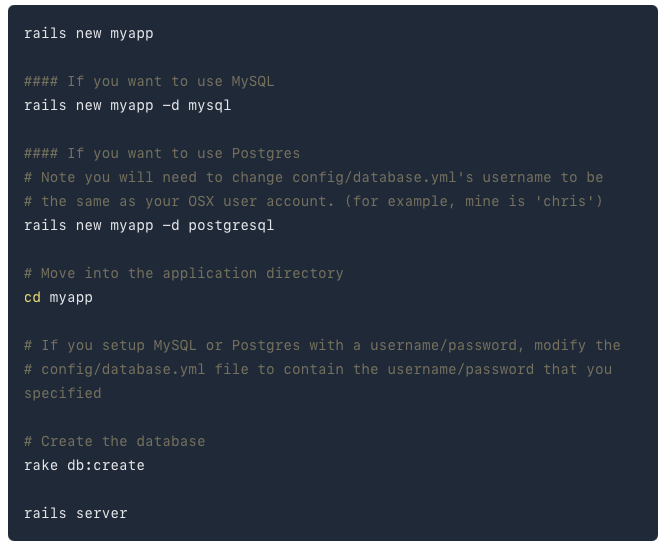 rails new myapp
#### If you want to use MySQL
rails new myapp -d mysql
#### If you want to use Postgres
# Note you will need to change config/database.yml's username to be
# the same as your OSX user account. (for example, mine is 'chris')
rails new myapp -d postgresql
# Move into the application directory
cd myapp
# If you setup MySQL or Postgres with a username/password, modify the
# config/database.yml file to contain the username/password that you
specified
# Create the database
rake db:create
rails server